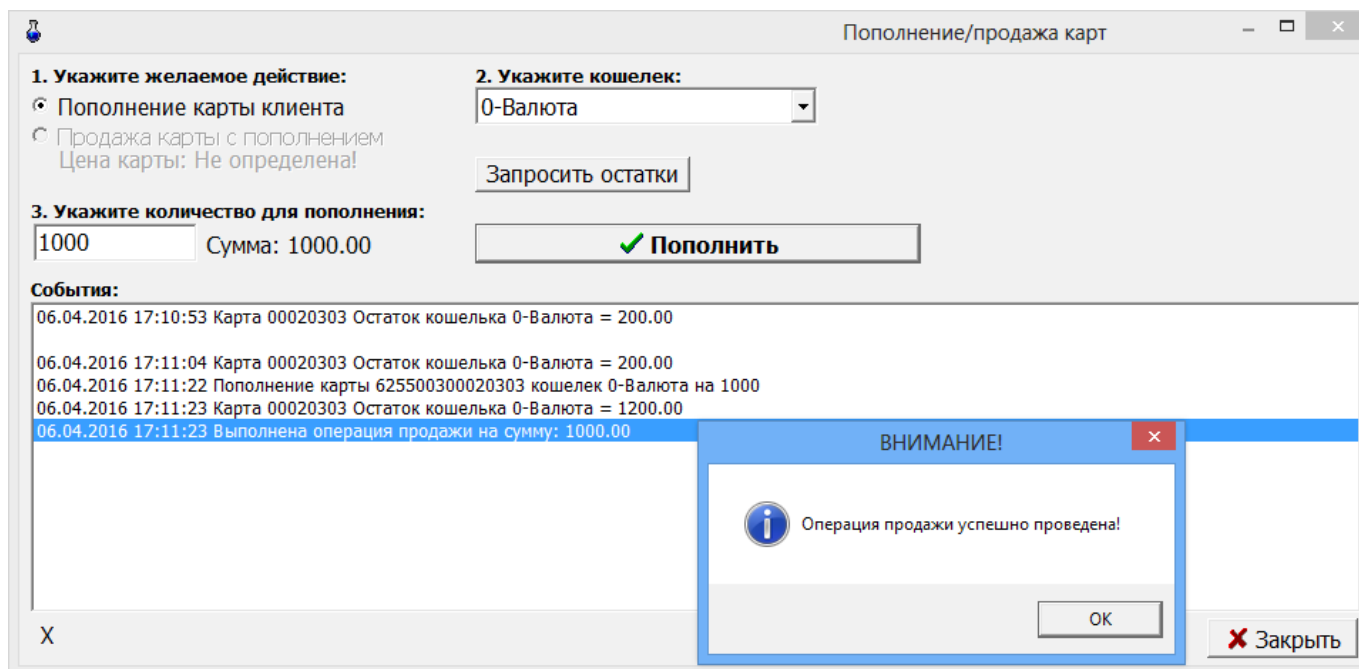 Пополнение/продажа карт
1. Укажите желаемое действие:
Пополнение карты клиента
Продажа карты с пополнением
Цена карты: Не определена!
2. Укажите кошелек:
0-Валюта
Запросить остатки
3. Укажите количество для пополнения:
1000 Сумма: 1000.00
Пополнить
События:
06.04.2016 17:10:53 Карта 00020303 Остаток кошелька 0-Валюта = 200.00
06.04.2016 17:11:04 Карта 00020303 Остаток кошелька 0-Валюта = 200.00
06.04.2016 17:11:22 Пополнение карты 625500300020303 кошелек 0-Валюта на 1000
06.04.2016 17:11:23 Карта 00020303 Остаток кошелька 0-Валюта = 1200.00
06.04.2016 17:11:23 Выполнена операция продажи на сумму: 1000.00
ВНИМАНИЕ!
Операция продажи успешно проведена!
OK
X
Закрыть